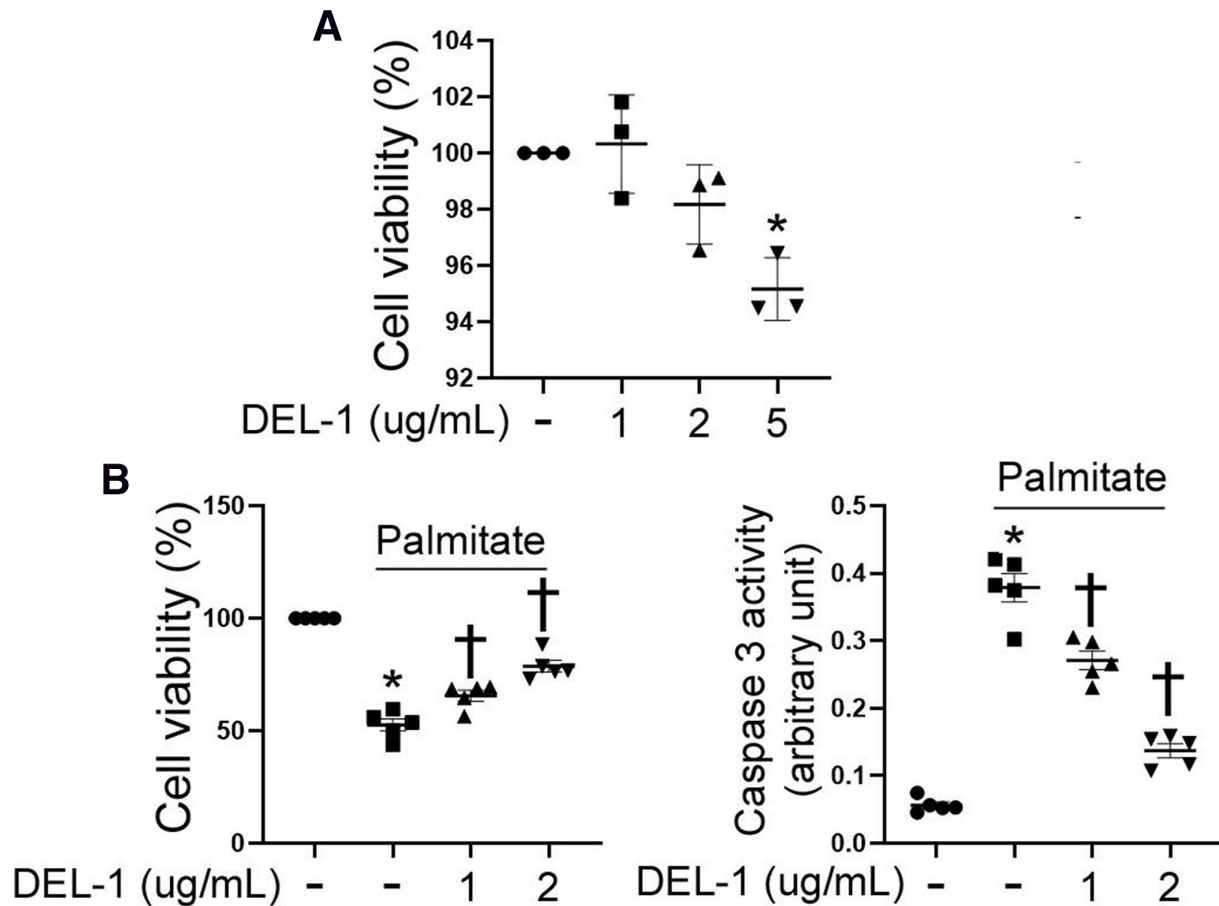 A
Cell viability (%)
104
102
100
98
96
94
92
*
DEL-1 (ug/mL) - 1 2 5
B
Cell viability (%)
150
100
50
0
Palmitate
* † †
DEL-1 (ug/mL) - - 1 2
Caspase 3 activity
(arbitrary unit)
0.5
0.4
0.3
0.2
0.1
0.0
Palmitate
* † †
DEL-1 (ug/mL) - - 1 2